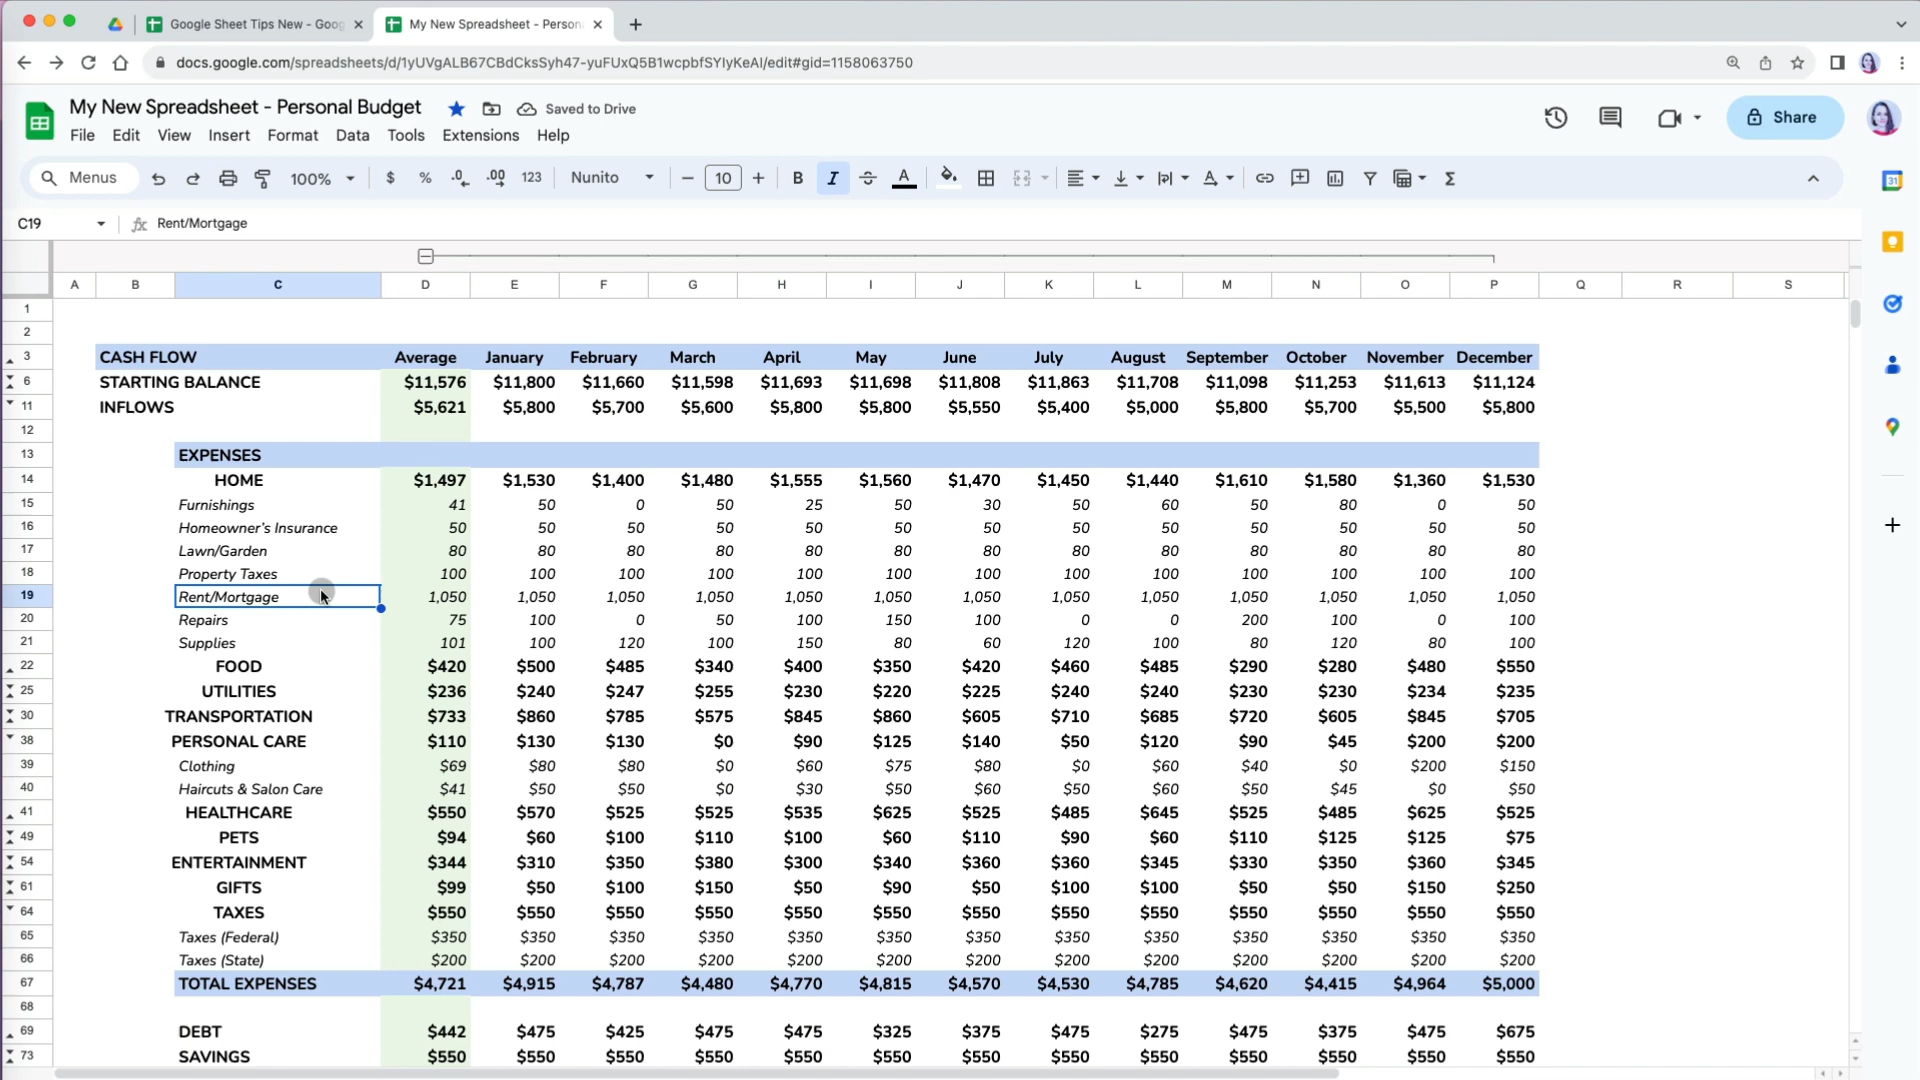 Google Sheet Tips New - Goog
My New Spreadsheet - Person
docs.google.com/spreadsheets/d/1yUVgALB67CBdCksSyh47-yuFUxQ5B1wcpbfSYIyKeAI/edit#gid=1158063750
My New Spreadsheet - Personal Budget Saved to Drive
File Edit View Insert Format Data Tools Extensions Help
Share
Menus 100% $ % .0 .00 123 Nunito 10 B I A
31
C19 fx Rent/Mortgage
A B C D E F G H I J K L M N O P Q R S
1
2
3 CASH FLOW Average January February March April May June July August September October November December
6 STARTING BALANCE $11,576 $11,800 $11,660 $11,598 $11,693 $11,698 $11,808 $11,863 $11,708 $11,098 $11,253 $11,613 $11,124
11 INFLOWS $5,621 $5,800 $5,700 $5,600 $5,800 $5,800 $5,550 $5,400 $5,000 $5,800 $5,700 $5,500 $5,800
12
13 EXPENSES
14 HOME $1,497 $1,530 $1,400 $1,480 $1,555 $1,560 $1,470 $1,450 $1,440 $1,610 $1,580 $1,360 $1,530
15 Furnishings 41 50 0 50 25 50 30 50 60 50 80 0 50
16 Homeowner’s Insurance 50 50 50 50 50 50 50 50 50 50 50 50 50
17 Lawn/Garden 80 80 80 80 80 80 80 80 80 80 80 80 80
18 Property Taxes 100 100 100 100 100 100 100 100 100 100 100 100 100
19 Rent/Mortgage 1,050 1,050 1,050 1,050 1,050 1,050 1,050 1,050 1,050 1,050 1,050 1,050 1,050
20 Repairs 75 100 0 50 100 150 100 0 0 200 100 0 100
21 Supplies 101 100 120 100 150 80 60 120 100 80 120 80 100
22 FOOD $420 $500 $485 $340 $400 $350 $420 $460 $485 $290 $280 $480 $550
25 UTILITIES $236 $240 $247 $255 $230 $220 $225 $240 $240 $230 $230 $234 $235
30 TRANSPORTATION $733 $860 $785 $575 $845 $860 $605 $710 $685 $720 $605 $845 $705
38 PERSONAL CARE $110 $130 $130 $0 $90 $125 $140 $50 $120 $90 $45 $200 $200
39 Clothing $69 $80 $80 $0 $60 $75 $80 $0 $60 $40 $0 $200 $150
40 Haircuts & Salon Care $41 $50 $50 $0 $30 $50 $60 $50 $60 $50 $45 $0 $50
41 HEALTHCARE $550 $570 $525 $525 $535 $625 $525 $485 $645 $525 $485 $625 $525
49 PETS $94 $60 $100 $110 $100 $60 $110 $90 $60 $110 $125 $125 $75
54 ENTERTAINMENT $344 $310 $350 $380 $300 $340 $360 $360 $345 $330 $350 $360 $345
61 GIFTS $99 $50 $100 $150 $50 $90 $50 $100 $100 $50 $50 $150 $250
64 TAXES $550 $550 $550 $550 $550 $550 $550 $550 $550 $550 $550 $550 $550
65 Taxes (Federal) $350 $350 $350 $350 $350 $350 $350 $350 $350 $350 $350 $350 $350
66 Taxes (State) $200 $200 $200 $200 $200 $200 $200 $200 $200 $200 $200 $200 $200
67 TOTAL EXPENSES $4,721 $4,915 $4,787 $4,480 $4,770 $4,815 $4,570 $4,530 $4,785 $4,620 $4,415 $4,964 $5,000
68
69 DEBT $442 $475 $425 $475 $475 $325 $375 $475 $275 $475 $375 $475 $675
73 SAVINGS $550 $550 $550 $550 $550 $550 $550 $550 $550 $550 $550 $550 $550